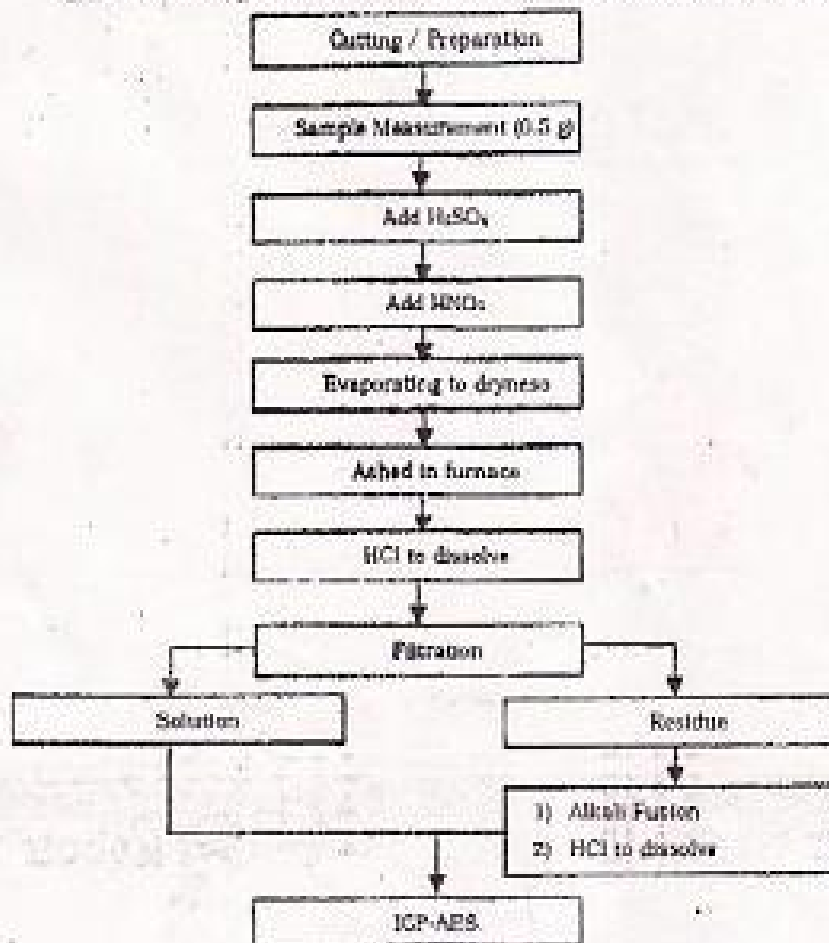 Cutting / Preparation
Sample Measurement (0.5 g)
Add H₂SO₄
Add HNO₃
Evaporating to dryness
Ashed in furnace
HCl to dissolve
Filtration
Solution
Residue
1) Alkali Fusion
2) HCl to dissolve
ICP-AES